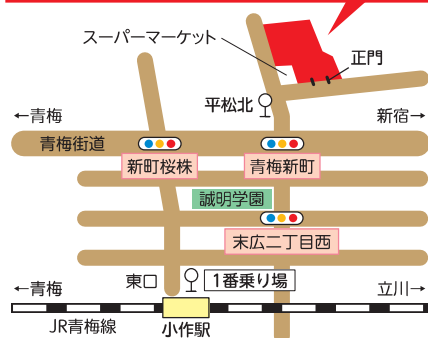 スーパーマーケット
正門
平松北
←青梅
新宿→
青梅街道
新町桜株
青梅新町
誠明学園
末広二丁目西
東口
1番乗り場
←青梅
立川→
JR青梅線
小作駅